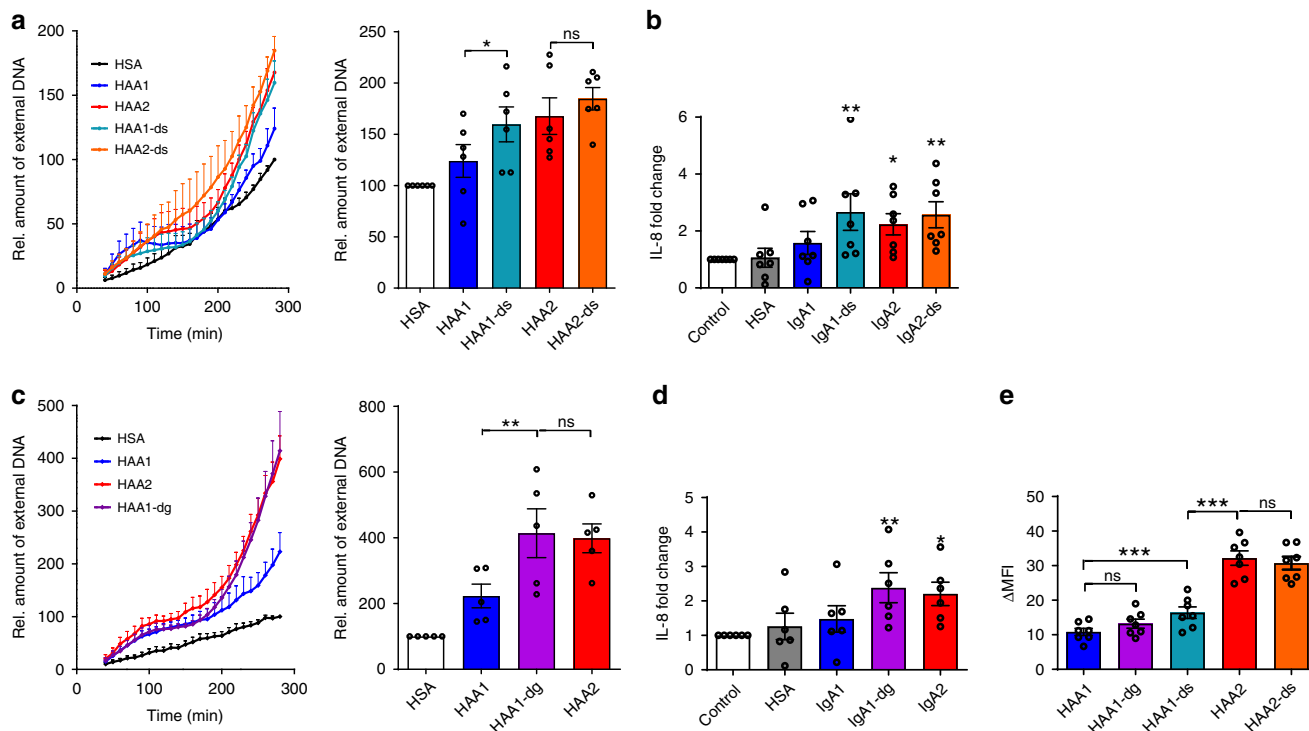 a
Rel. amount of external DNA
200
150
100
50
0
0
100
200
300
Time (min)
HSA
HAA1
HAA2
HAA1-ds
HAA2-ds
Rel. amount of external DNA
250
200
150
100
50
0
*
ns
HSA
HAA1
HAA1-ds
HAA2
HAA2-ds
b
IL-8 fold change
6
4
2
0
**
*
**
Control
HSA
IgA1
IgA1-ds
IgA2
IgA2-ds
c
Rel. amount of external DNA
500
400
300
200
100
0
0
100
200
300
Time (min)
HSA
HAA1
HAA2
HAA1-dg
Rel. amount of external DNA
800
600
400
200
0
**
ns
HSA
HAA1
HAA1-dg
HAA2
d
IL-8 fold change
5
4
3
2
1
0
**
*
Control
HSA
IgA1
IgA1-dg
IgA2
e
ΔMFI
50
40
30
20
10
0
***
ns
***
ns
HAA1
HAA1-dg
HAA1-ds
HAA2
HAA2-ds